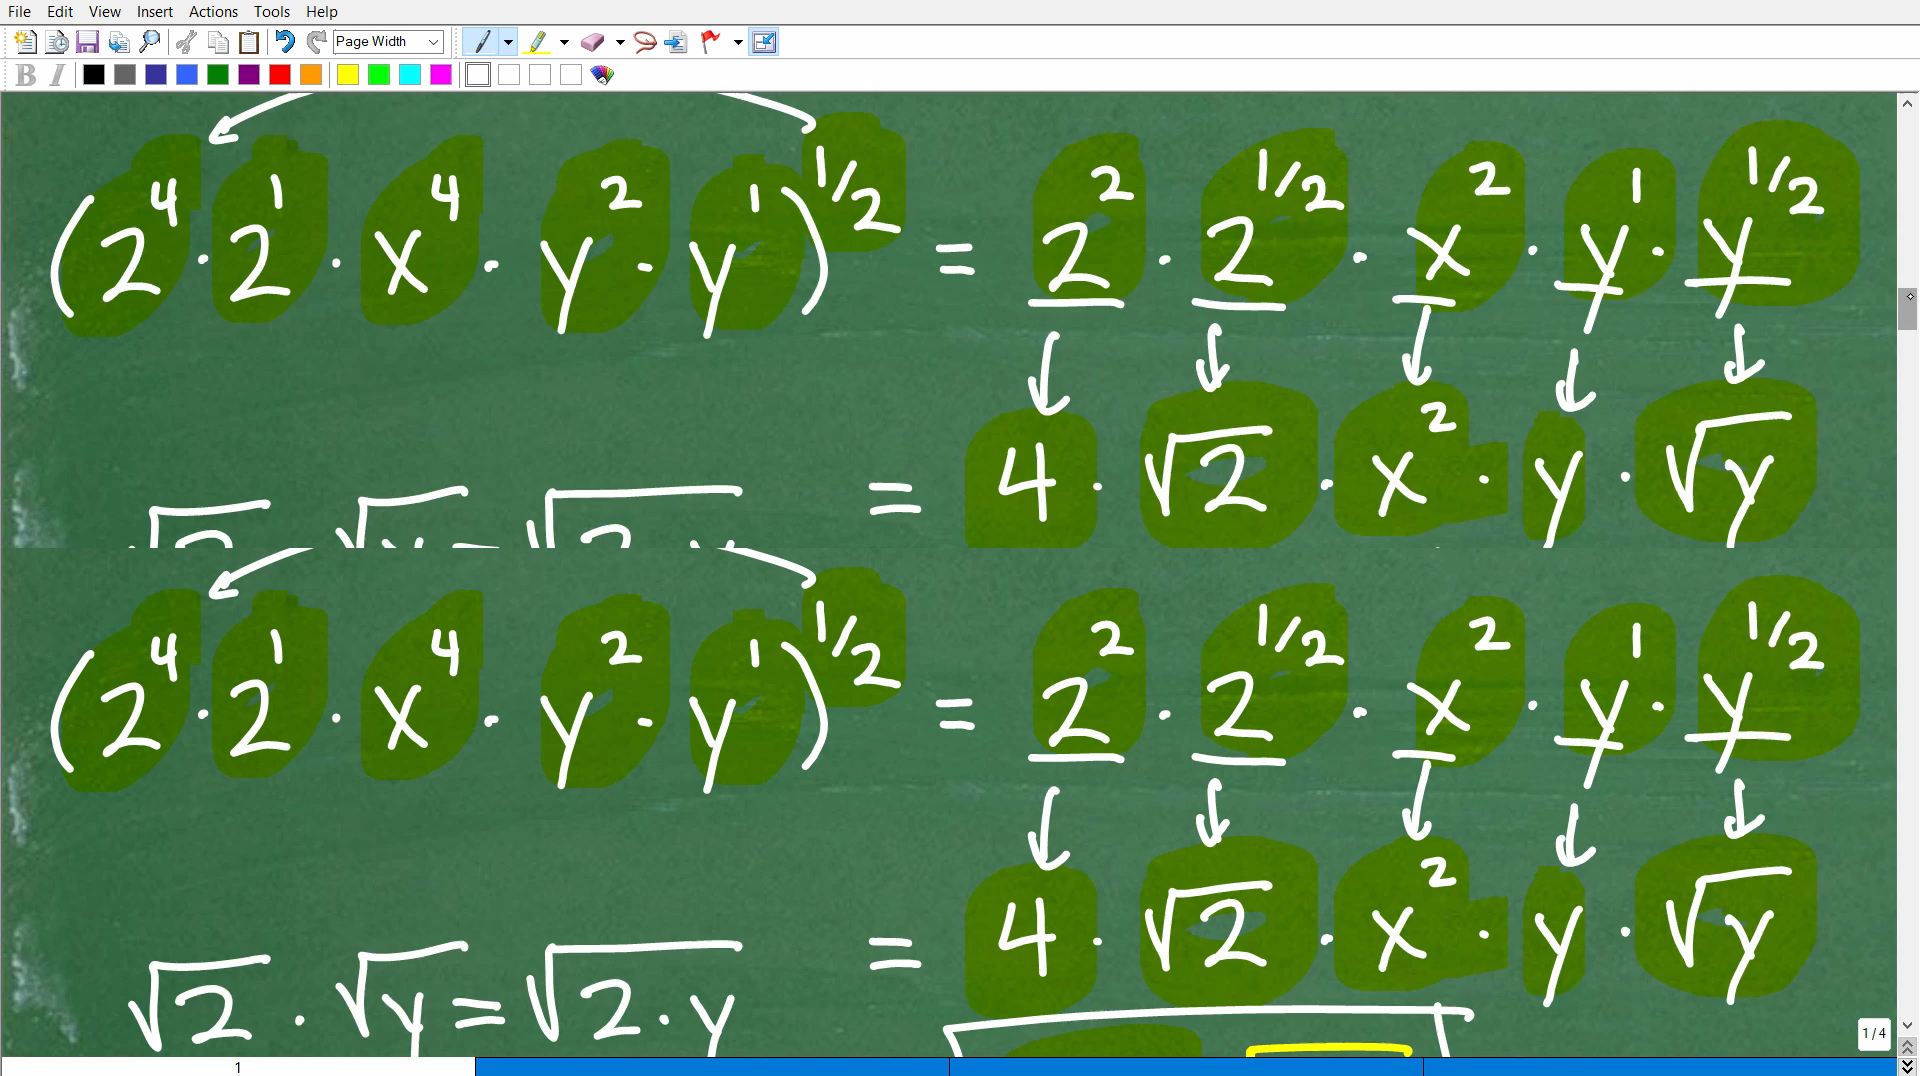 File Edit View Insert Actions Tools Help
Page Width
B I
(2⁴ · 2¹ · x⁴ · y² · y¹)^1/2 = 2² · 2^1/2 · x² · y¹ · y^1/2
= 4 · √2 · x² · y · √y
(2⁴ · 2¹ · x⁴ · y² · y¹)^1/2 = 2² · 2^1/2 · x² · y¹ · y^1/2
= 4 · √2 · x² · y · √y
√2 · √y = √2 · y
1 / 4
1